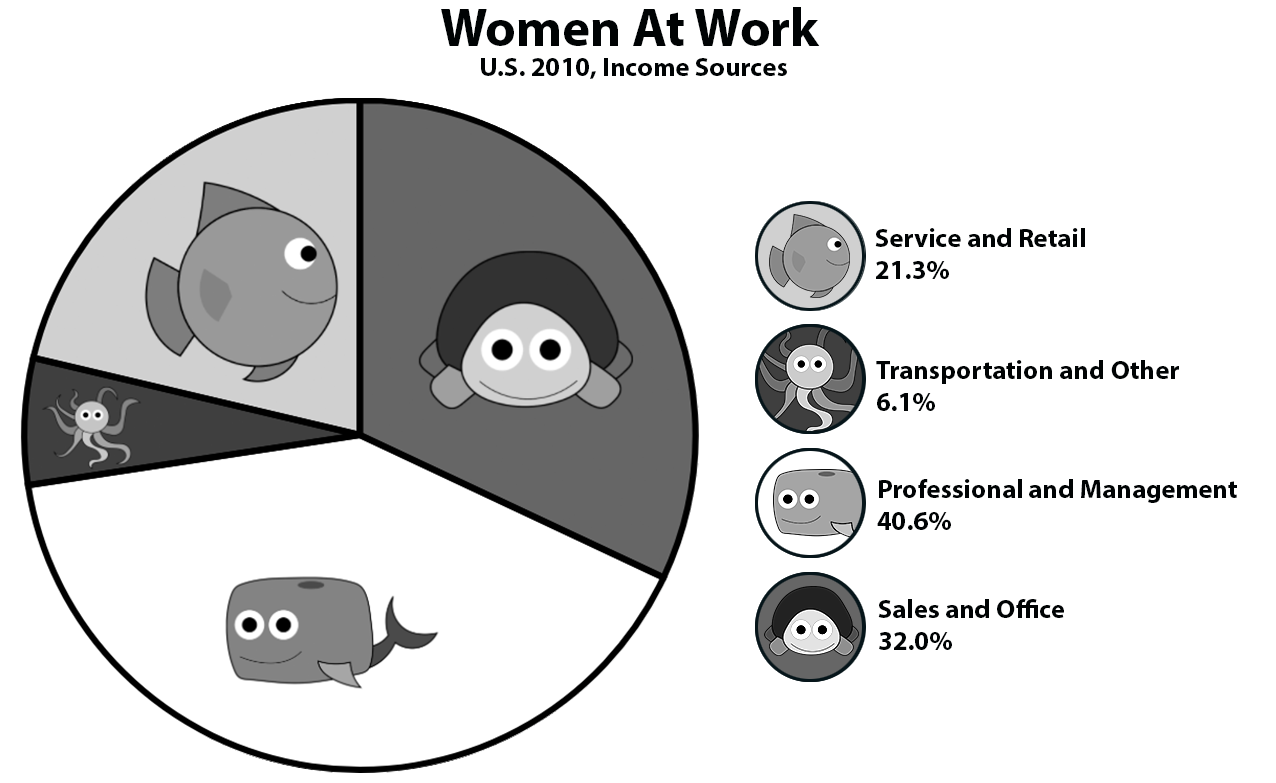 Women At Work
U.S. 2010, Income Sources
Service and Retail
21.3%
Transportation and Other
6.1%
Professional and Management
40.6%
Sales and Office
32.0%